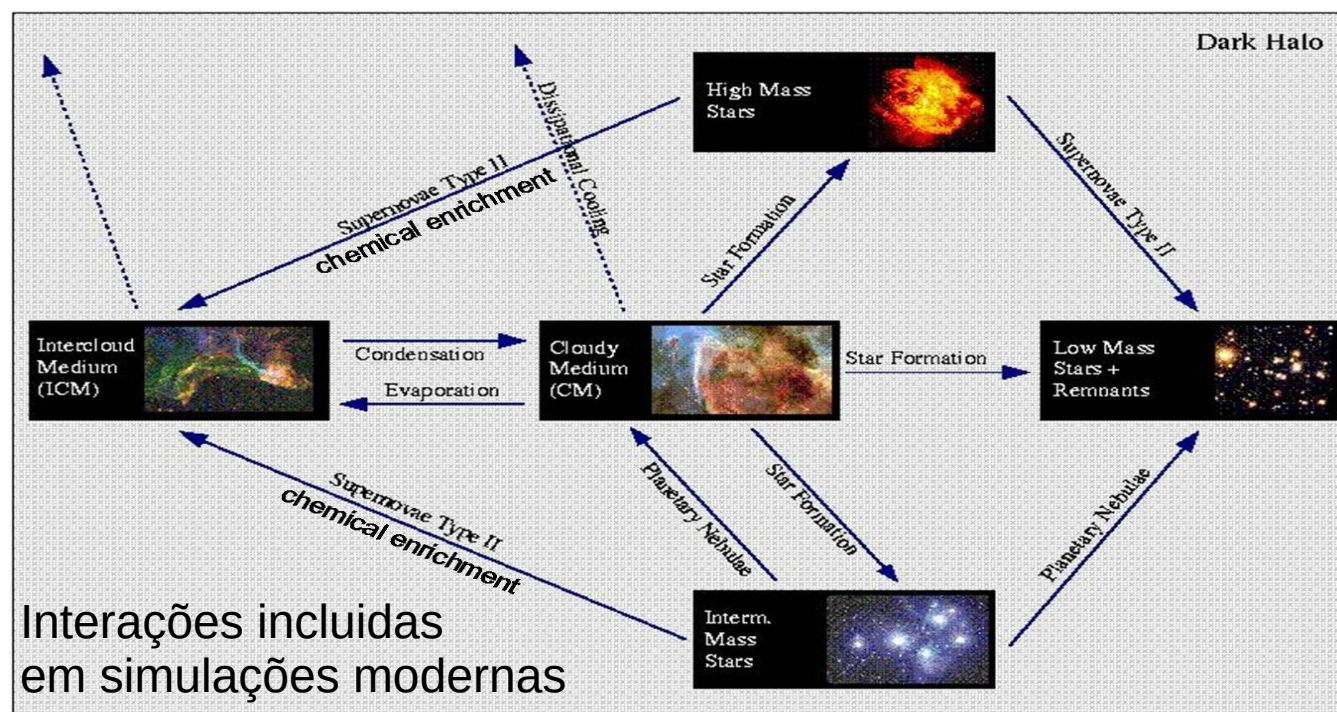 Dark Halo
High Mass
Stars
Dissipational Cooling
Supernovae Type II
chemical enrichment
Supernovae Type II
Star Formation
Intercloud
Medium
(ICM)
Condensation
Evaporation
Cloudy
Medium
(CM)
Star Formation
Low Mass
Stars +
Remnants
Supernovae Type II
chemical enrichment
Planetary Nebulae
Star Formation
Planetary Nebulae
Interm.
Mass
Stars
Interações incluidas
em simulações modernas